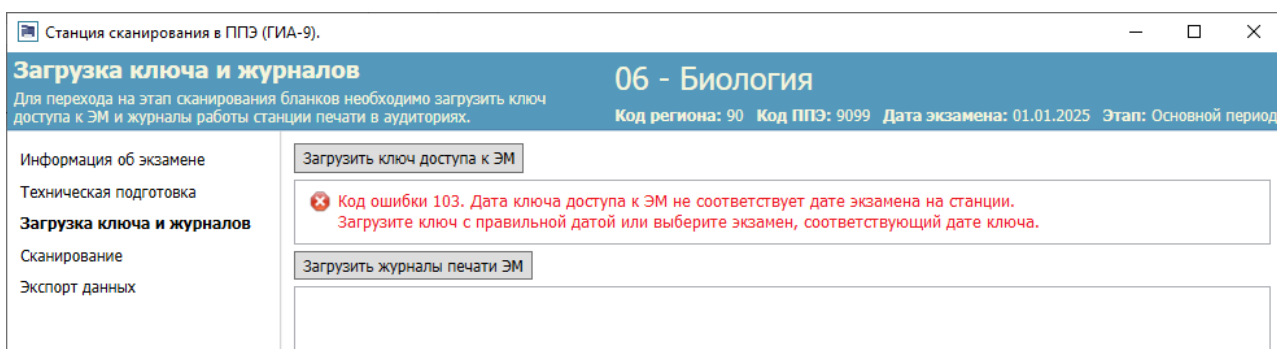 Станция сканирования в ППЭ (ГИА-9).
Загрузка ключа и журналов
Для перехода на этап сканирования бланков необходимо загрузить ключ
доступа к ЭМ и журналы работы станции печати в аудиториях.
06 - Биология
Код региона: 90 Код ППЭ: 9099 Дата экзамена: 01.01.2025 Этап: Основной период
Информация об экзамене
Техническая подготовка
Загрузка ключа и журналов
Сканирование
Экспорт данных
Загрузить ключ доступа к ЭМ
Код ошибки 103. Дата ключа доступа к ЭМ не соответствует дате экзамена на станции.
Загрузите ключ с правильной датой или выберите экзамен, соответствующий дате ключа.
Загрузить журналы печати ЭМ